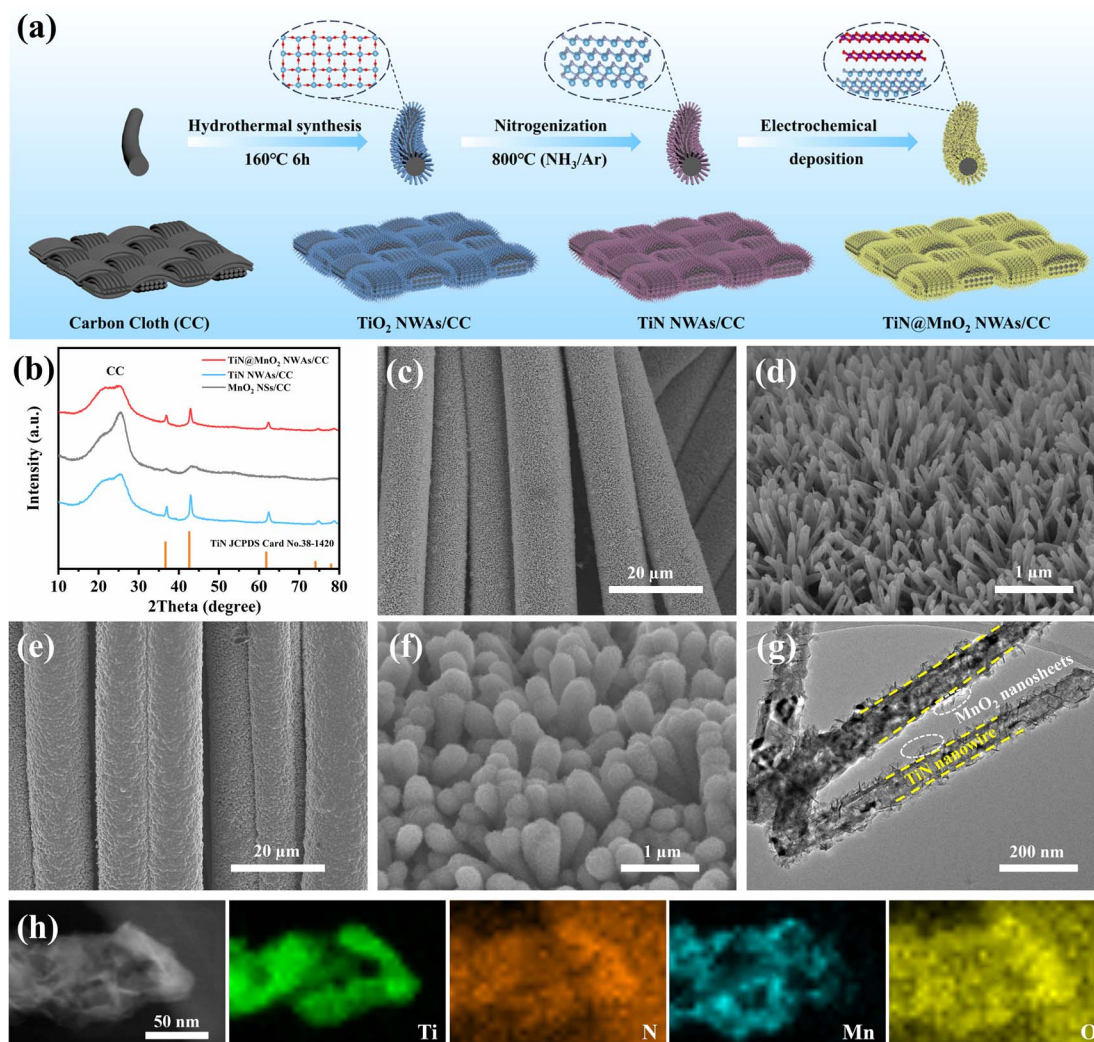 (a)
Hydrothermal synthesis
160°C 6h
Nitrogenization
800°C (NH₃/Ar)
Electrochemical
deposition
Carbon Cloth (CC)
TiO₂ NWAs/CC
TiN NWAs/CC
TiN@MnO₂ NWAs/CC
(b)
CC
TiN@MnO₂ NWAs/CC
TiN NWAs/CC
MnO₂ NSs/CC
Intensity (a.u.)
TiN JCPDS Card No.38-1420
10 20 30 40 50 60 70 80
2Theta (degree)
(c)
20 µm
(d)
1 µm
(e)
20 µm
(f)
1 µm
(g)
MnO₂ nanosheets
TiN nanowire
200 nm
(h)
50 nm
Ti
N
Mn
O